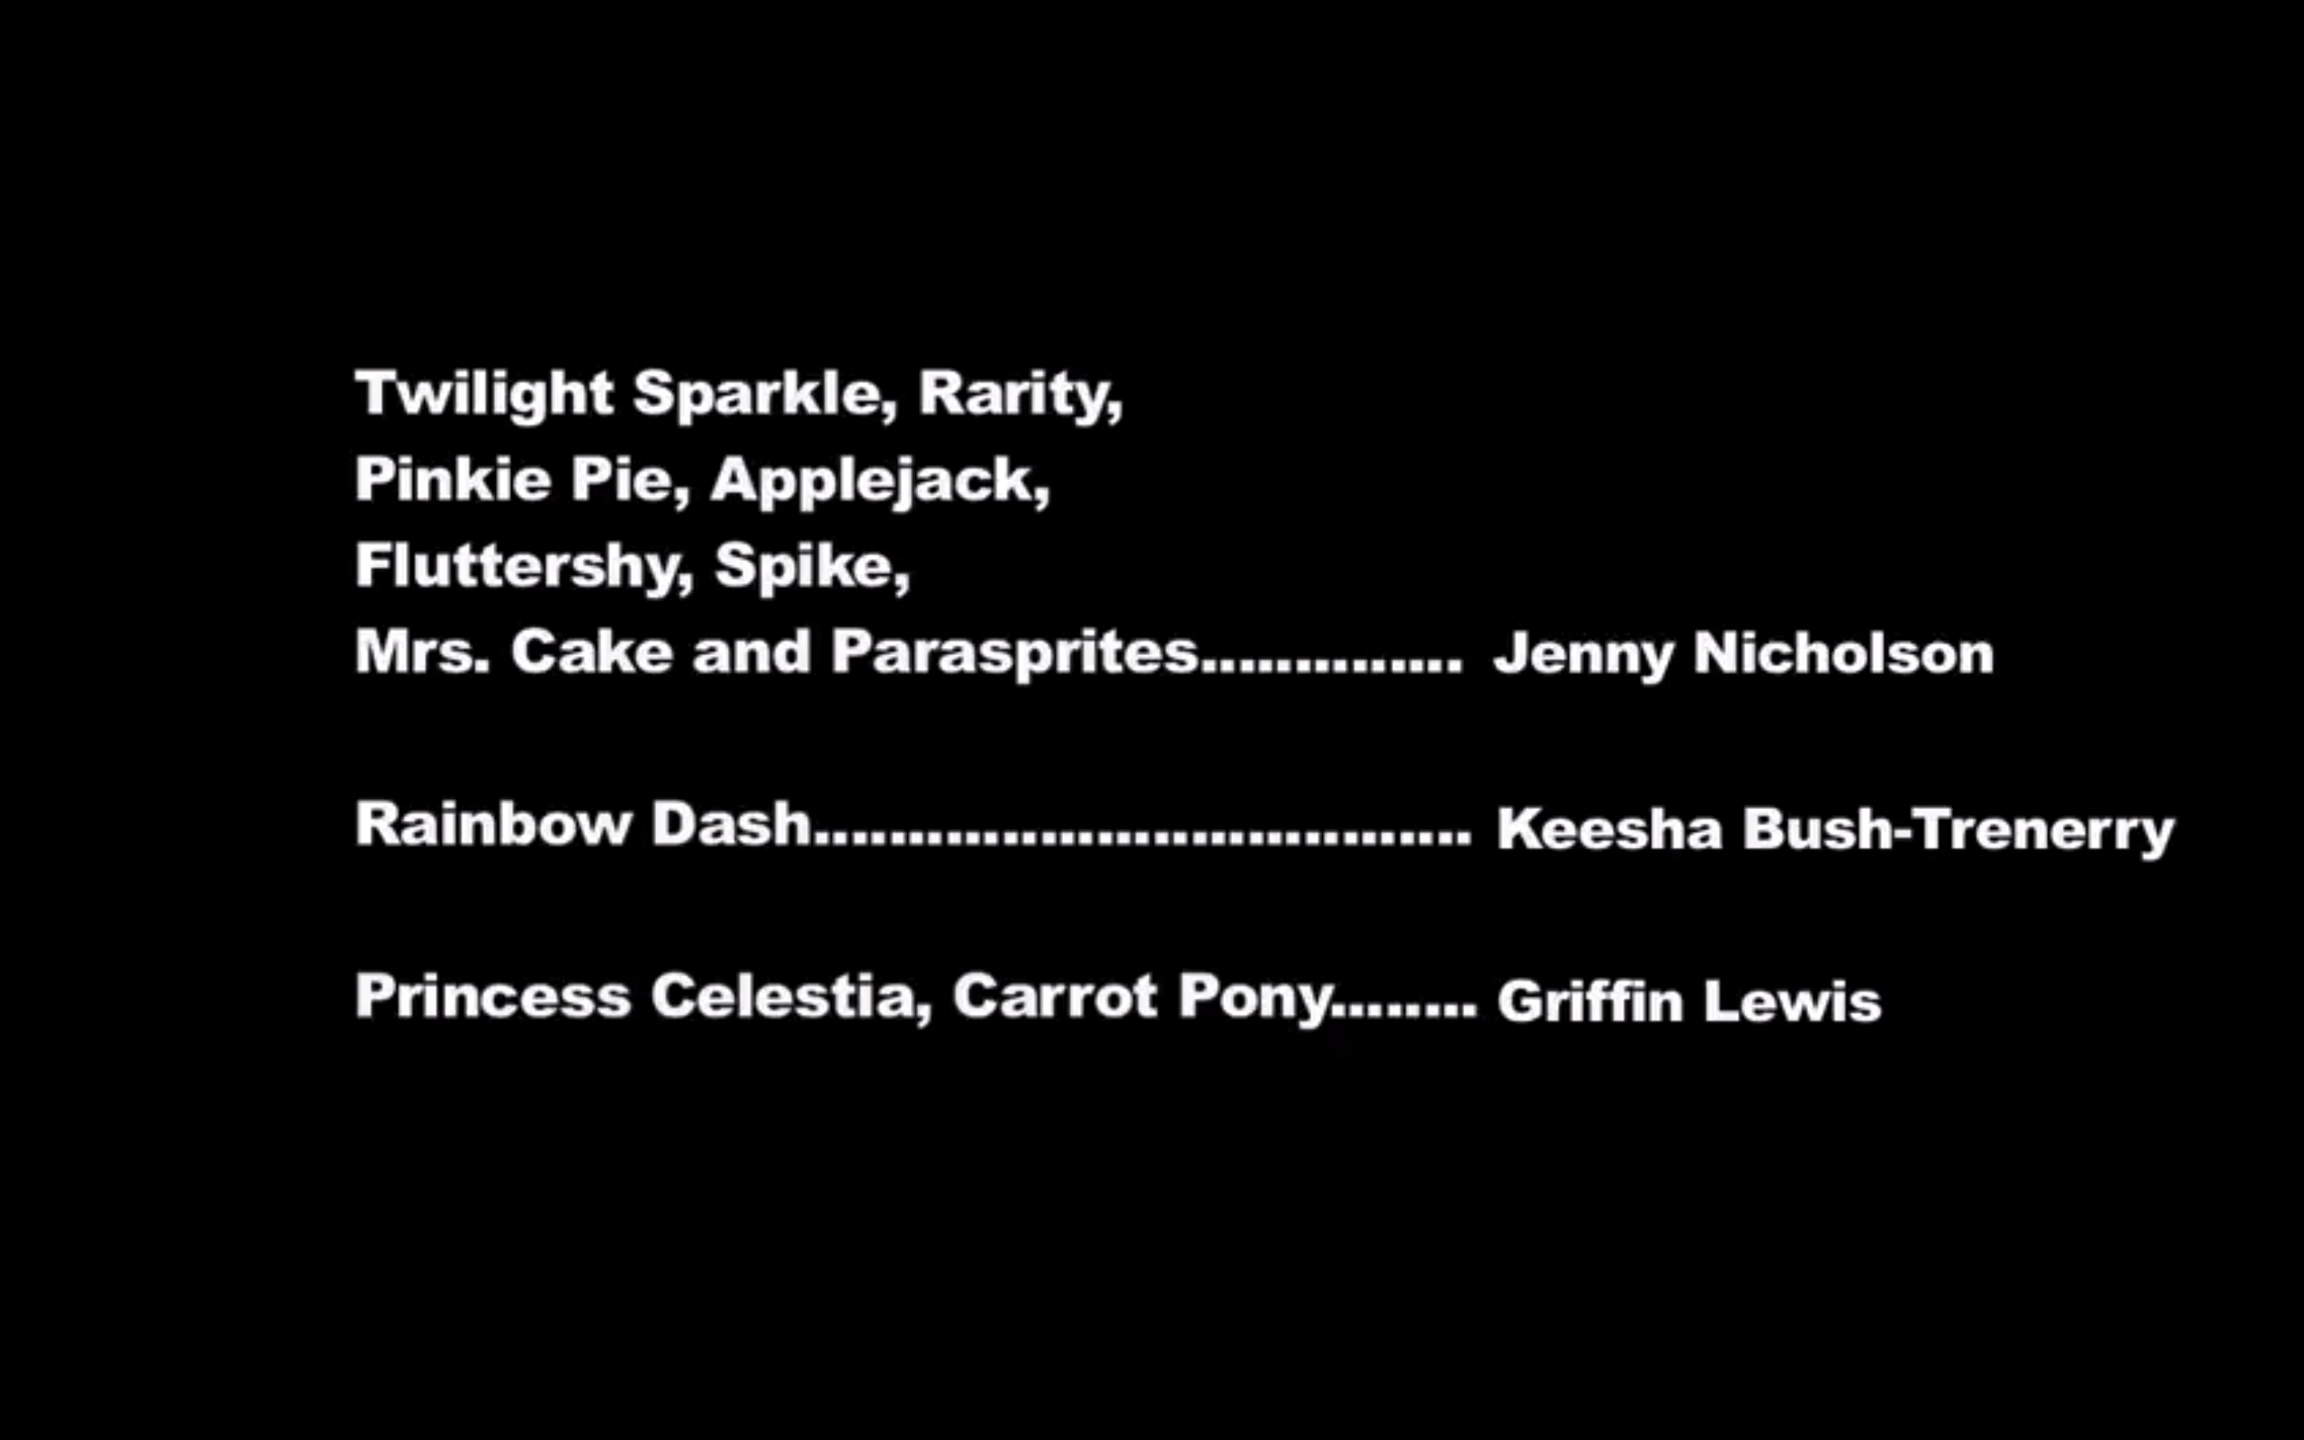 Twilight Sparkle, Rarity,
Pinkie Pie, Applejack,
Fluttershy, Spike,
Mrs. Cake and Parasprites.............. Jenny Nicholson
Rainbow Dash................................... Keesha Bush-Trenerry
Princess Celestia, Carrot Pony........ Griffin Lewis